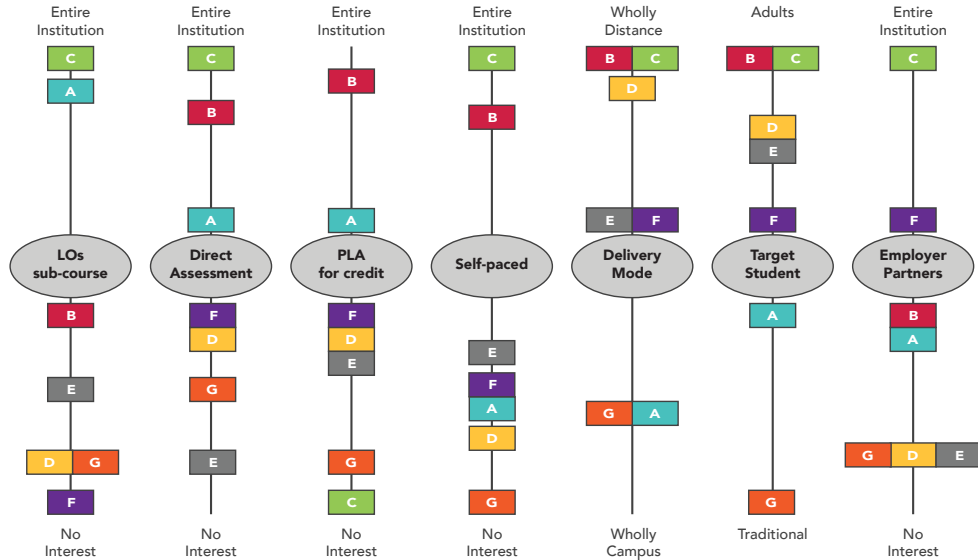 Entire
Institution
Entire
Institution
Entire
Institution
Entire
Institution
Wholly
Distance
Adults
Entire
Institution
C
A
B
E
D G
F
C
B
A
F
D
G
E
B
A
F
D
E
G
C
C
B
E
F
A
D
G
B C
D
E F
G A
B C
D
E
F
A
G
C
F
B
A
G D E
LOs
sub-course
Direct
Assessment
PLA
for credit
Self-paced
Delivery
Mode
Target
Student
Employer
Partners
No
Interest
No
Interest
No
Interest
No
Interest
Wholly
Campus
Traditional
No
Interest